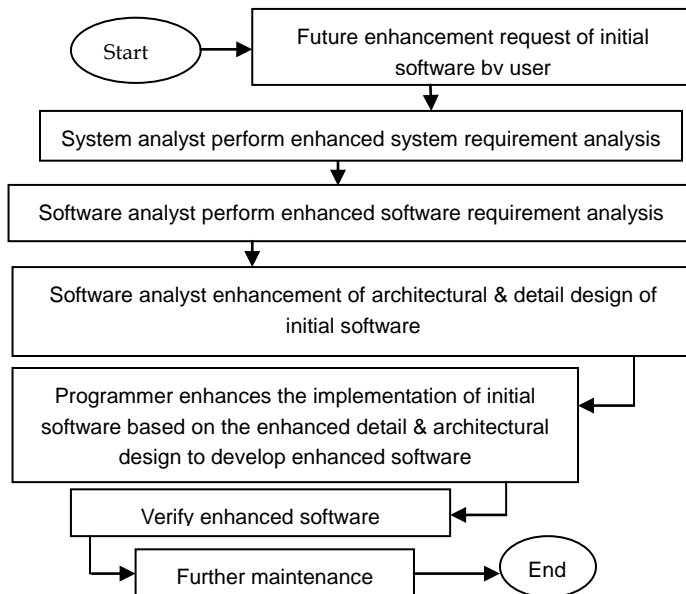 Start
Future enhancement request of initial
software by user
System analyst perform enhanced system requirement analysis
Software analyst perform enhanced software requirement analysis
Software analyst enhancement of architectural & detail design of
initial software
Programmer enhances the implementation of initial
software based on the enhanced detail & architectural
design to develop enhanced software
Verify enhanced software
Further maintenance
End